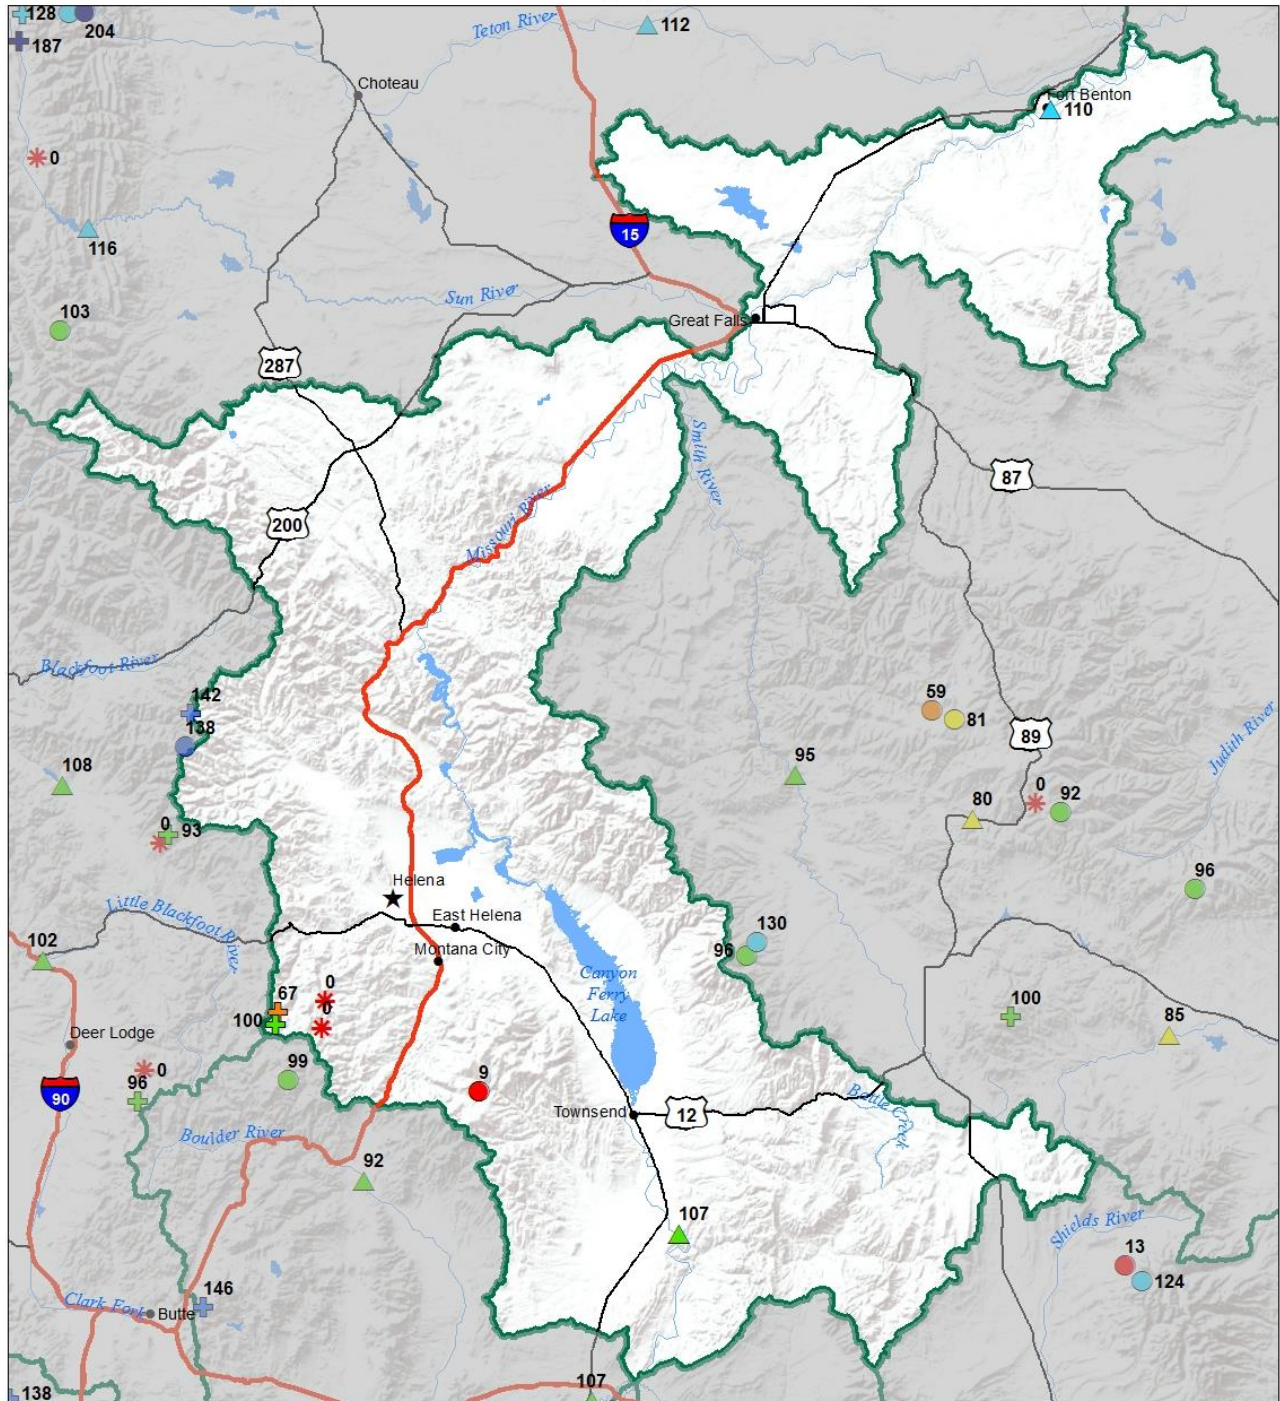 128
204
187
Teton River
112
Choteau
Fort Benton
110
0
116
15
103
Sun River
Great Falls
287
Smith River
87
200
Missouri River
Blackfoot River
142
138
59
81
89
Judith River
108
95
0
92
80
0
93
96
Helena
Little Blackfoot River
East Helena
130
96
102
Montana City
Canyon
Ferry
Lake
67
0
0
100
100
85
Deer Lodge
99
0
96
9
90
Townsend
12
Battle Creek
Boulder River
92
107
Shields River
13
124
146
Clark Fork
Butte
107
138